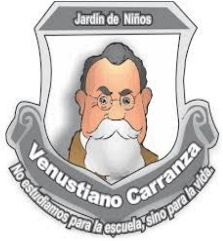 Jardín de Niños
Venustiano Carranza
No estudiamos para la escuela, sino para la vida.